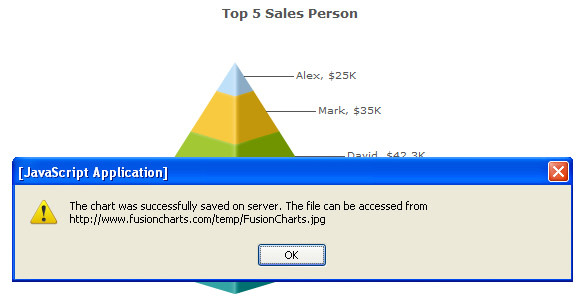 Top 5 Sales Person
Alex, $25K
Mark, $35K
David, $42.3K
[JavaScript Application]
The chart was successfully saved on server. The file can be accessed from
http://www.fusioncharts.com/temp/FusionCharts.jpg
OK